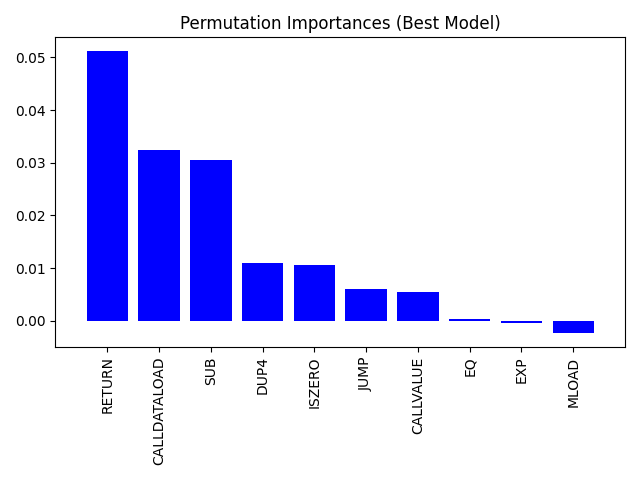 Permutation Importances (Best Model)
0.05
0.04
0.03
0.02
0.01
0.00
RETURN
CALLDATALOAD
SUB
DUP4
ISZERO
JUMP
CALLVALUE
EQ
EXP
MLOAD